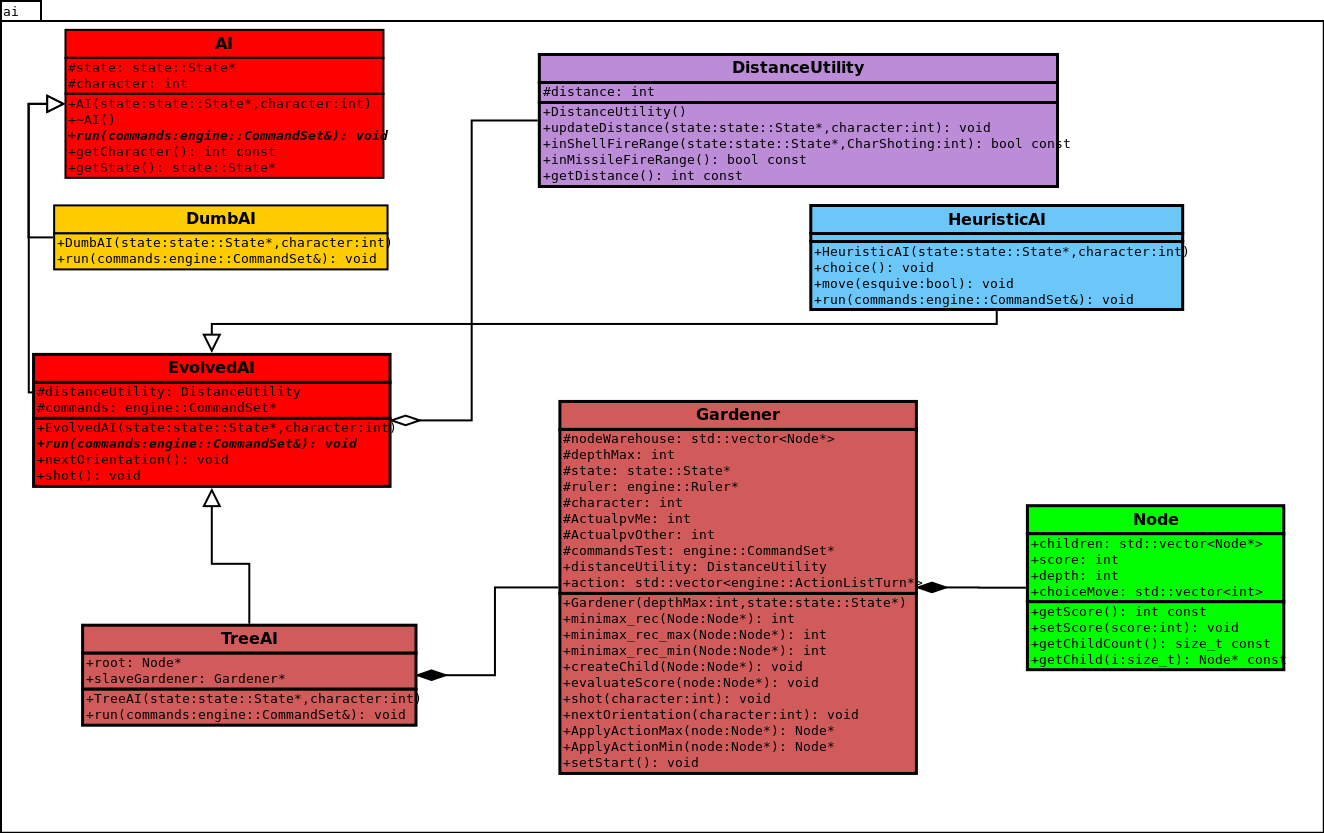 ai
AI
#state: state::State*
#character: int
+AI(state:state::State*,character:int)
+~AI()
+run(commands:engine::CommandSet&): void
+getCharacter(): int const
+getState(): state::State*
DistanceUtility
#distance: int
+DistanceUtility()
+updateDistance(state:state::State*,character:int): void
+inShellFireRange(state:state::State*,CharShoting:int): bool const
+inMissileFireRange(): bool const
+getDistance(): int const
DumbAI
+DumbAI(state:state::State*,character:int)
+run(commands:engine::CommandSet&): void
HeuristicAI
+HeuristicAI(state:state::State*,character:int)
+choice(): void
+move(esquive:bool): void
+run(commands:engine::CommandSet&): void
EvolvedAI
#distanceUtility: DistanceUtility
#commands: engine::CommandSet*
+EvolvedAI(state:state::State*,character:int)
+run(commands:engine::CommandSet&): void
+nextOrientation(): void
+shot(): void
Gardener
#nodeWarehouse: std::vector<Node*>
#depthMax: int
#state: state::State*
#ruler: engine::Ruler*
#character: int
#ActualpvMe: int
#ActualpvOther: int
#commandsTest: engine::CommandSet*
+distanceUtility: DistanceUtility
+action: std::vector<engine::ActionListTurn*>
+Gardener(depthMax:int,state:state::State*)
+minimax_rec(Node:Node*): int
+minimax_rec_max(Node:Node*): int
+minimax_rec_min(Node:Node*): int
+createChild(Node:Node*): void
+evaluateScore(node:Node*): void
+shot(character:int): void
+nextOrientation(character:int): void
+ApplyActionMax(node:Node*): Node*
+ApplyActionMin(node:Node*): Node*
+setStart(): void
Node
+children: std::vector<Node*>
+score: int
+depth: int
+choiceMove: std::vector<int>
+getScore(): int const
+setScore(score:int): void
+getChildCount(): size_t const
+getChild(i:size_t): Node* const
TreeAI
+root: Node*
+slaveGardener: Gardener*
+TreeAI(state:state::State*,character:int)
+run(commands:engine::CommandSet&): void